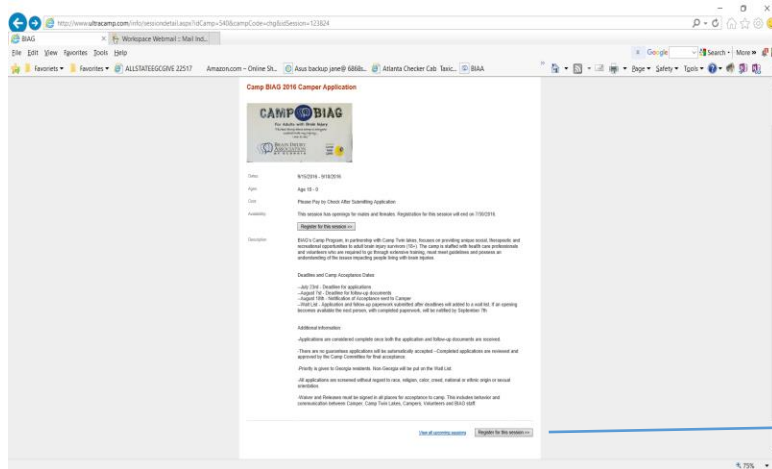 http://www.ultracamp.com/info/sessiondetail.aspx?idCamp=540&campCode=chg&idSession=123824
BIAG
Workspace Webmail :: Mail Ind...
File Edit View Favorites Tools Help
Google Search More »
Favorites Favorites ALLSTATEEGCGIVE 22517 Amazon.com – Online Sh... Asus backup jane@ 6868s... Atlanta Checker Cab Taxic... BIAA
Page Safety Tools
Camp BIAG 2016 Camper Application
CAMP BIAG
For Adults with Brain Injury
BRAIN INJURY
ASSOCIATION
Dates: 9/15/2016 - 9/18/2016
Ages: Age 18 - 0
Cost: Please Pay by Check After Submitting Application
Availability: This session has openings for males and females. Registration for this session will end on 7/30/2016.
Register for this session >>
Description: BIAG's Camp Program, in partnership with Camp Twin lakes, focuses on providing unique social, therapeutic and
recreational opportunities to adult brain injury survivors (18+). The camp is staffed with health care professionals
and volunteers who are required to go through extensive training, must meet guidelines and possess an
understanding of the issues impacting people living with brain injuries.
Deadline and Camp Acceptance Dates:
--July 23rd - Deadline for applications
--August 7th - Deadline for follow-up documents
--August 18th - Notification of Acceptance sent to Camper
--Wait List - Application and follow up paperwork submitted after deadlines will added to a wait list. If an opening
becomes available the next person, with completed paperwork, will be notified by September 7th.
Additional Information:
-Applications are considered complete once both the application and follow-up documents are received.
-There are no guarantees applications will be automatically accepted. -Completed applications are reviewed and
approved by the Camp Committee for final acceptance.
-Priority is given to Georgia residents. Non-Georgia will be put on the Wait List.
-All applications are screened without regard to race, religion, color, creed, national or ethnic origin or sexual
orientation.
-Waiver and Releases must be signed in all places for acceptance to camp. This includes behavior and
communication between Camper, Camp Twin Lakes, Campers, Volunteers and BIAG staff.
View all upcoming sessions Register for this session >>
75%